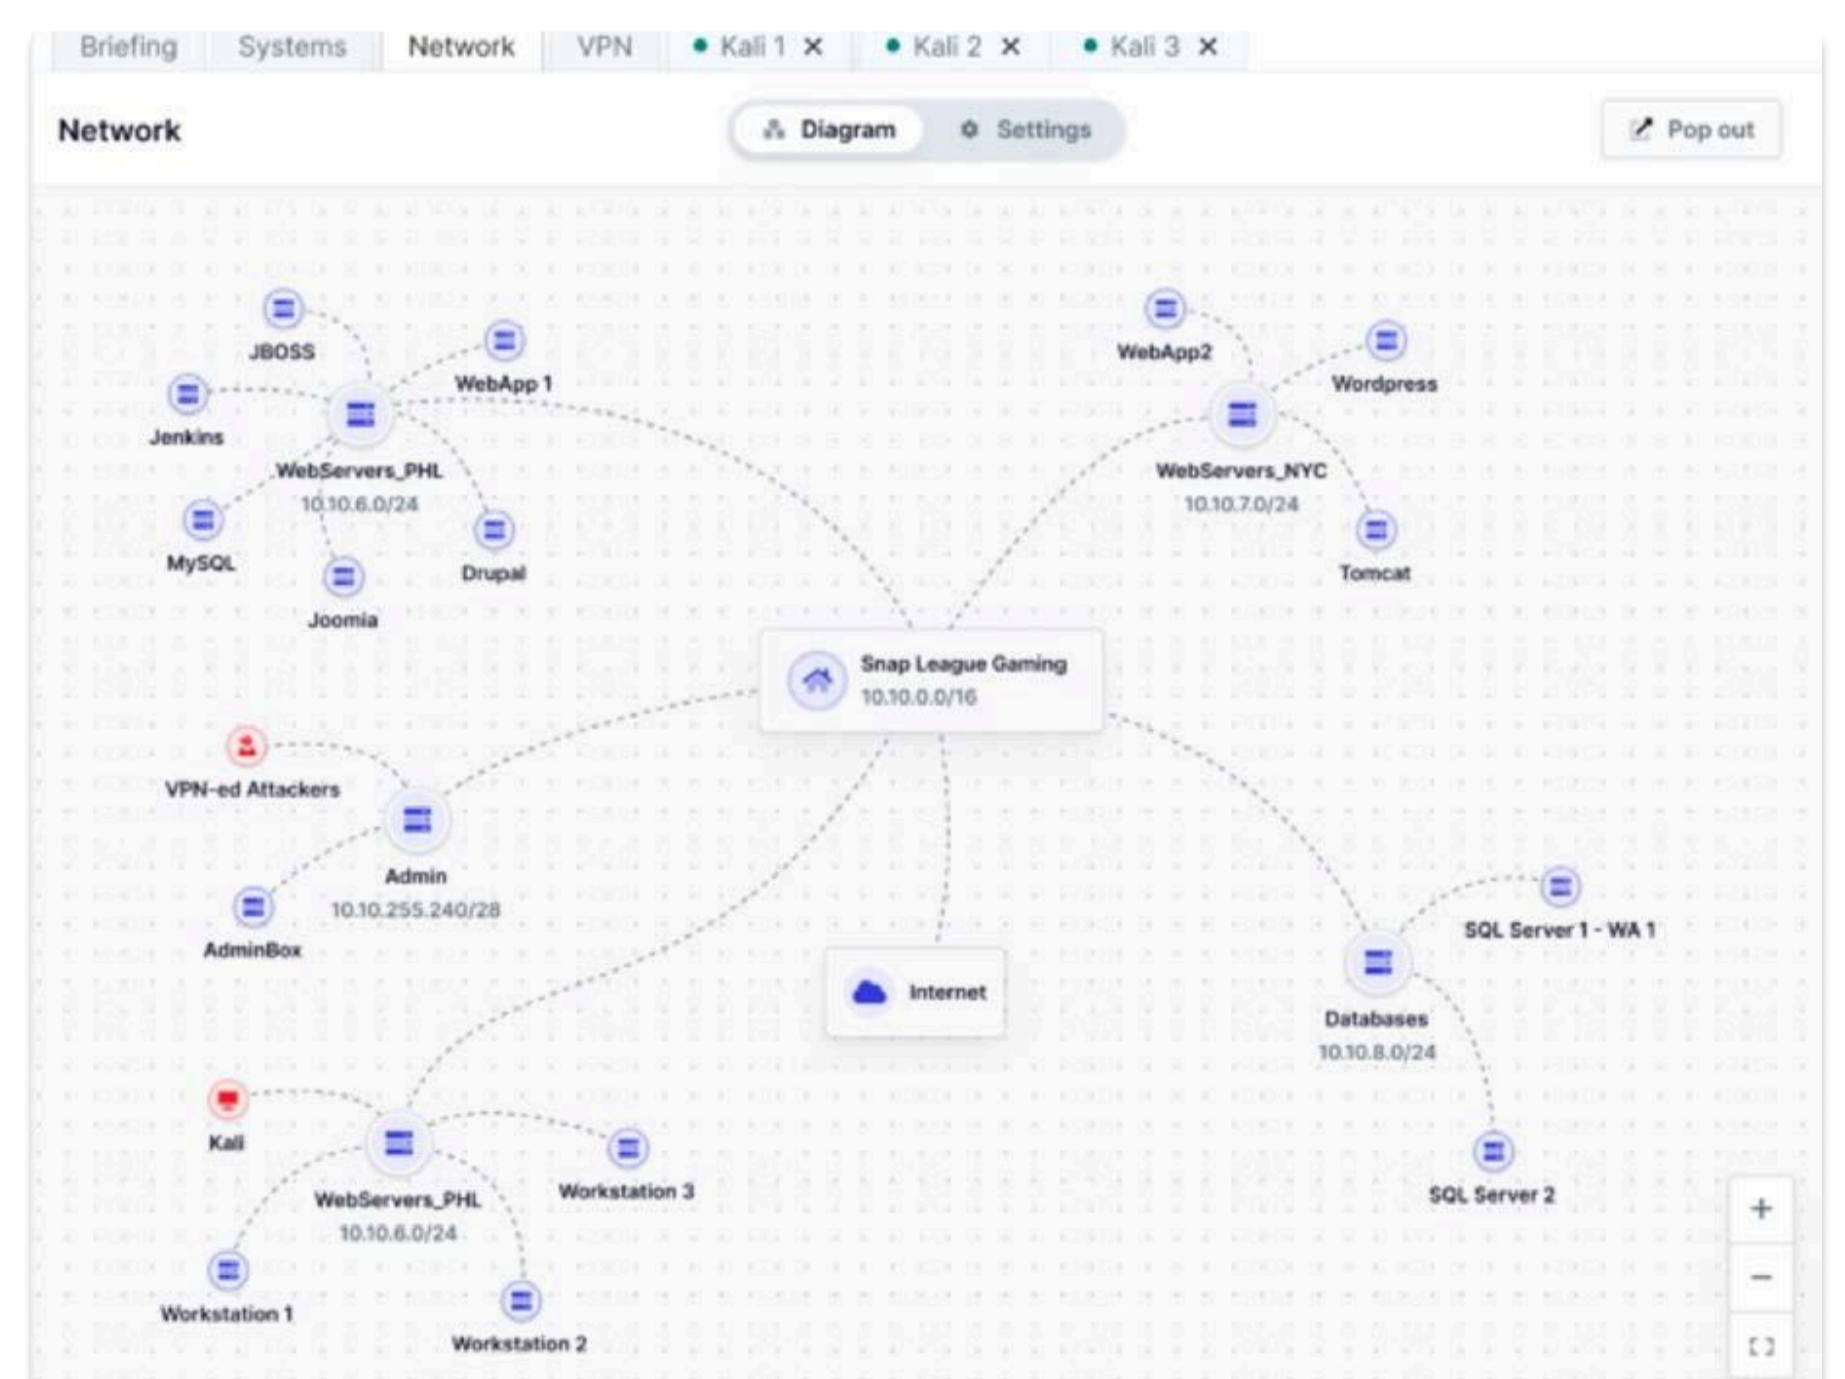 Briefing
Systems
Network
VPN
Kali 1
Kali 2
Kali 3
Network
Diagram
Settings
Pop out
JBOSS
WebApp 1
Jenkins
WebServers_PHL
10.10.6.0/24
MySQL
Drupal
Joomia
WebApp2
Wordpress
WebServers_NYC
10.10.7.0/24
Tomcat
Snap League Gaming
10.10.0.0/16
VPN-ed Attackers
Admin
10.10.255.240/28
AdminBox
Internet
SQL Server 1 - WA 1
Databases
10.10.8.0/24
SQL Server 2
Kali
WebServers_PHL
10.10.6.0/24
Workstation 3
Workstation 1
Workstation 2